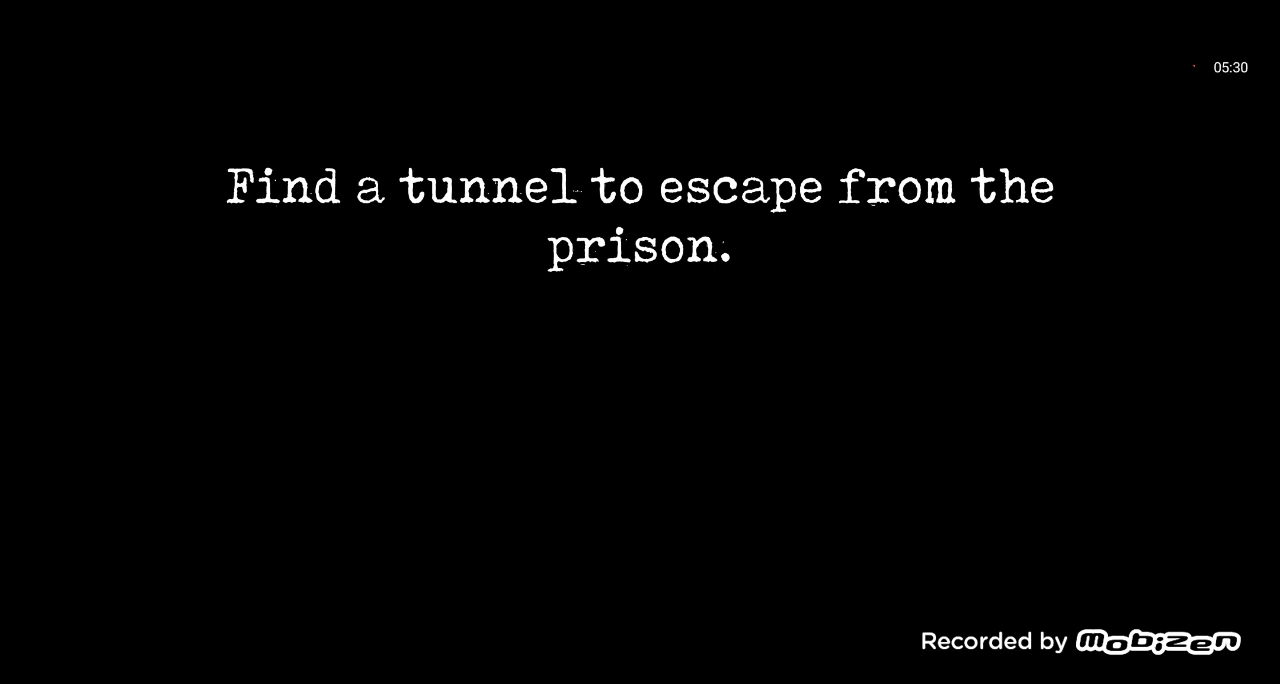 05:30
Find a tunnel to escape from the
prison.
Recorded by mobizen